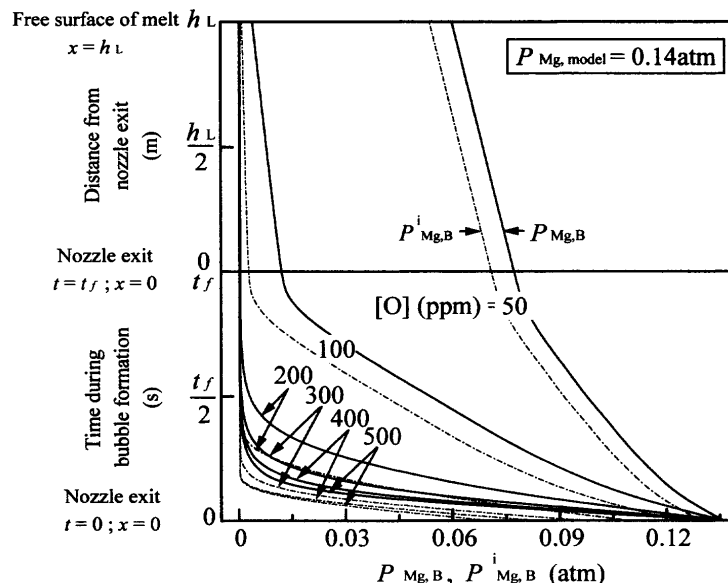 Free surface of melt h L
x = h L
P Mg, model = 0.14atm
Distance from
nozzle exit
(m)
h L
2
P i Mg,B
P Mg,B
Nozzle exit
t = t f ; x = 0
0
t f
[O] (ppm) = 50
100
Time during
bubble formation
(s)
t f
2
200
300
400
500
Nozzle exit
t = 0 ; x = 0
0
0 0.03 0.06 0.09 0.12
P Mg, B , P i Mg, B (atm)